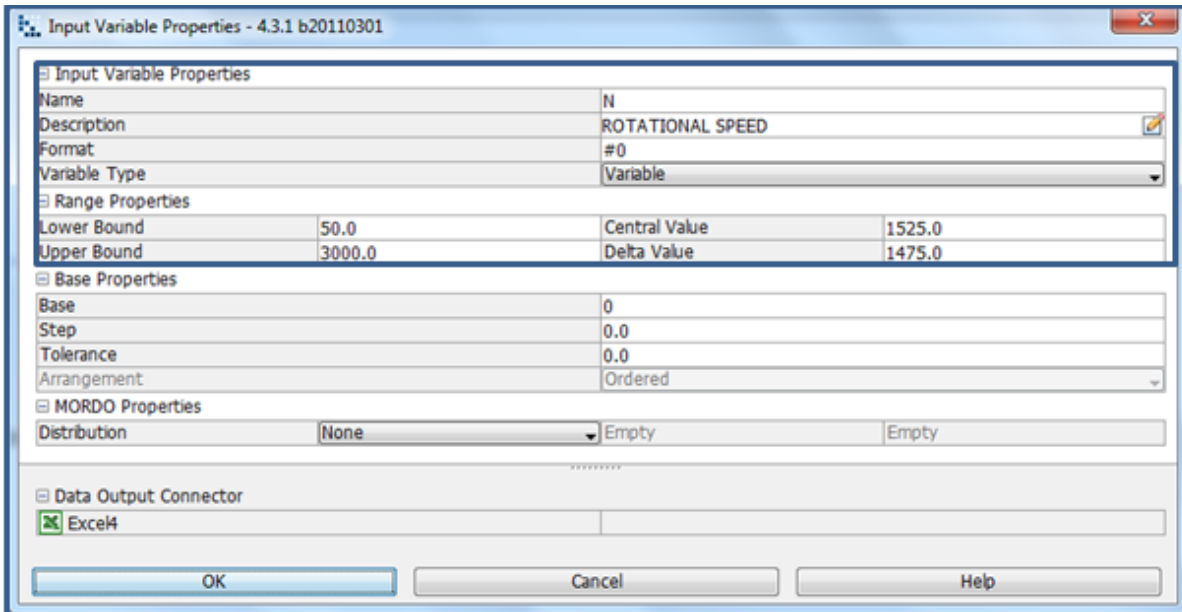 Input Variable Properties - 4.3.1 b20110301
Input Variable Properties
Name N
Description ROTATIONAL SPEED
Format #0
Variable Type Variable
Range Properties
Lower Bound 50.0 Central Value 1525.0
Upper Bound 3000.0 Delta Value 1475.0
Base Properties
Base 0
Step 0.0
Tolerance 0.0
Arrangement Ordered
MORDO Properties
Distribution None Empty Empty
Data Output Connector
Excel4
OK Cancel Help